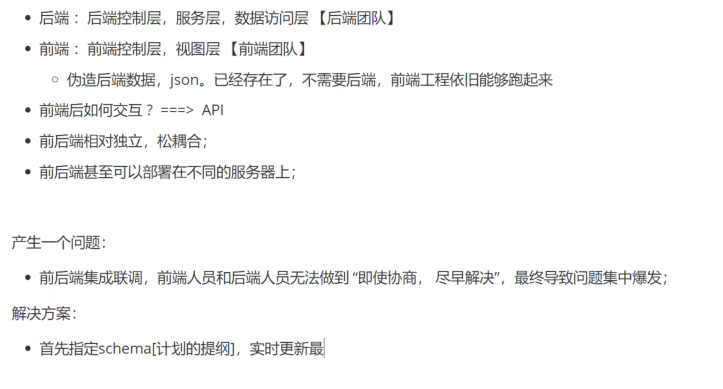 后端 ：后端控制层，服务层，数据访问层 【后端团队】
前端 ：前端控制层，视图层 【前端团队】
伪造后端数据，json。已经存在了，不需要后端，前端工程依旧能够跑起来
前端后如何交互 ？ ===> API
前后端相对独立，松耦合；
前后端甚至可以部署在不同的服务器上；
产生一个问题：
前后端集成联调，前端人员和后端人员无法做到 “即使协商， 尽早解决”，最终导致问题集中爆发；
解决方案：
首先指定schema[计划的提纲]，实时更新最